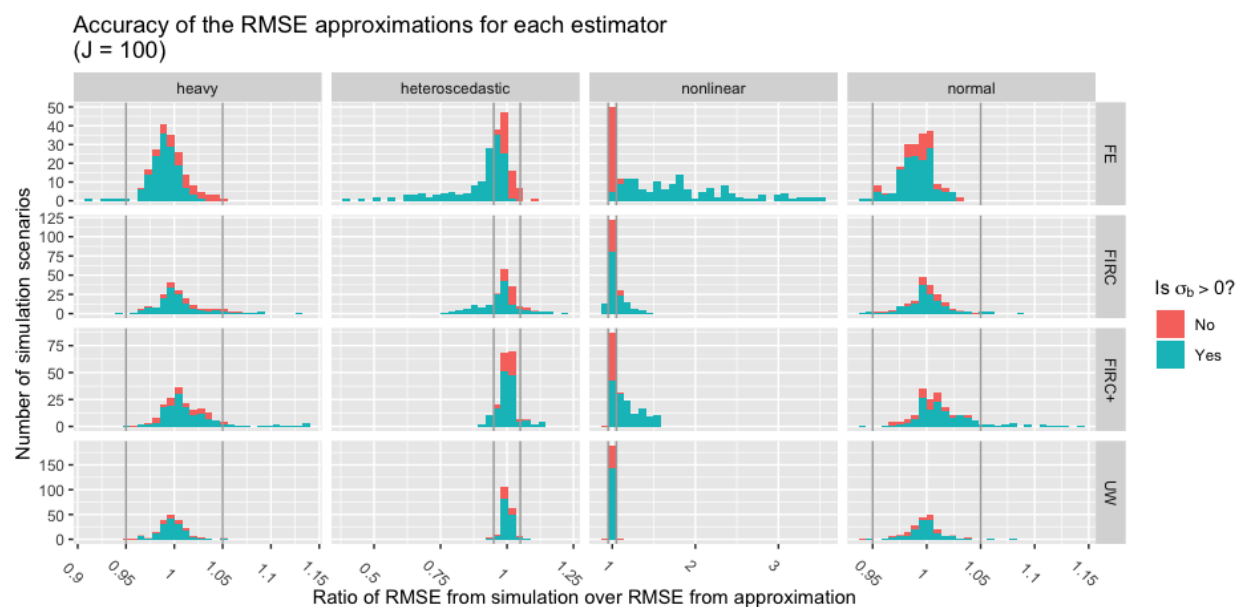 Accuracy of the RMSE approximations for each estimator
(J = 100)
heavy heteroscedastic nonlinear normal
50
40
30
20
10
0
FE
125
100
75
50
25
0
FIRC
75
50
25
0
FIRC+
150
100
50
0
UW
Number of simulation scenarios
0.9 0.95 1 1.05 1.1 1.15 0.5 0.75 1 1.25 1 2 3 0.95 1 1.05 1.1 1.15
Ratio of RMSE from simulation over RMSE from approximation
Is σb > 0?
No
Yes